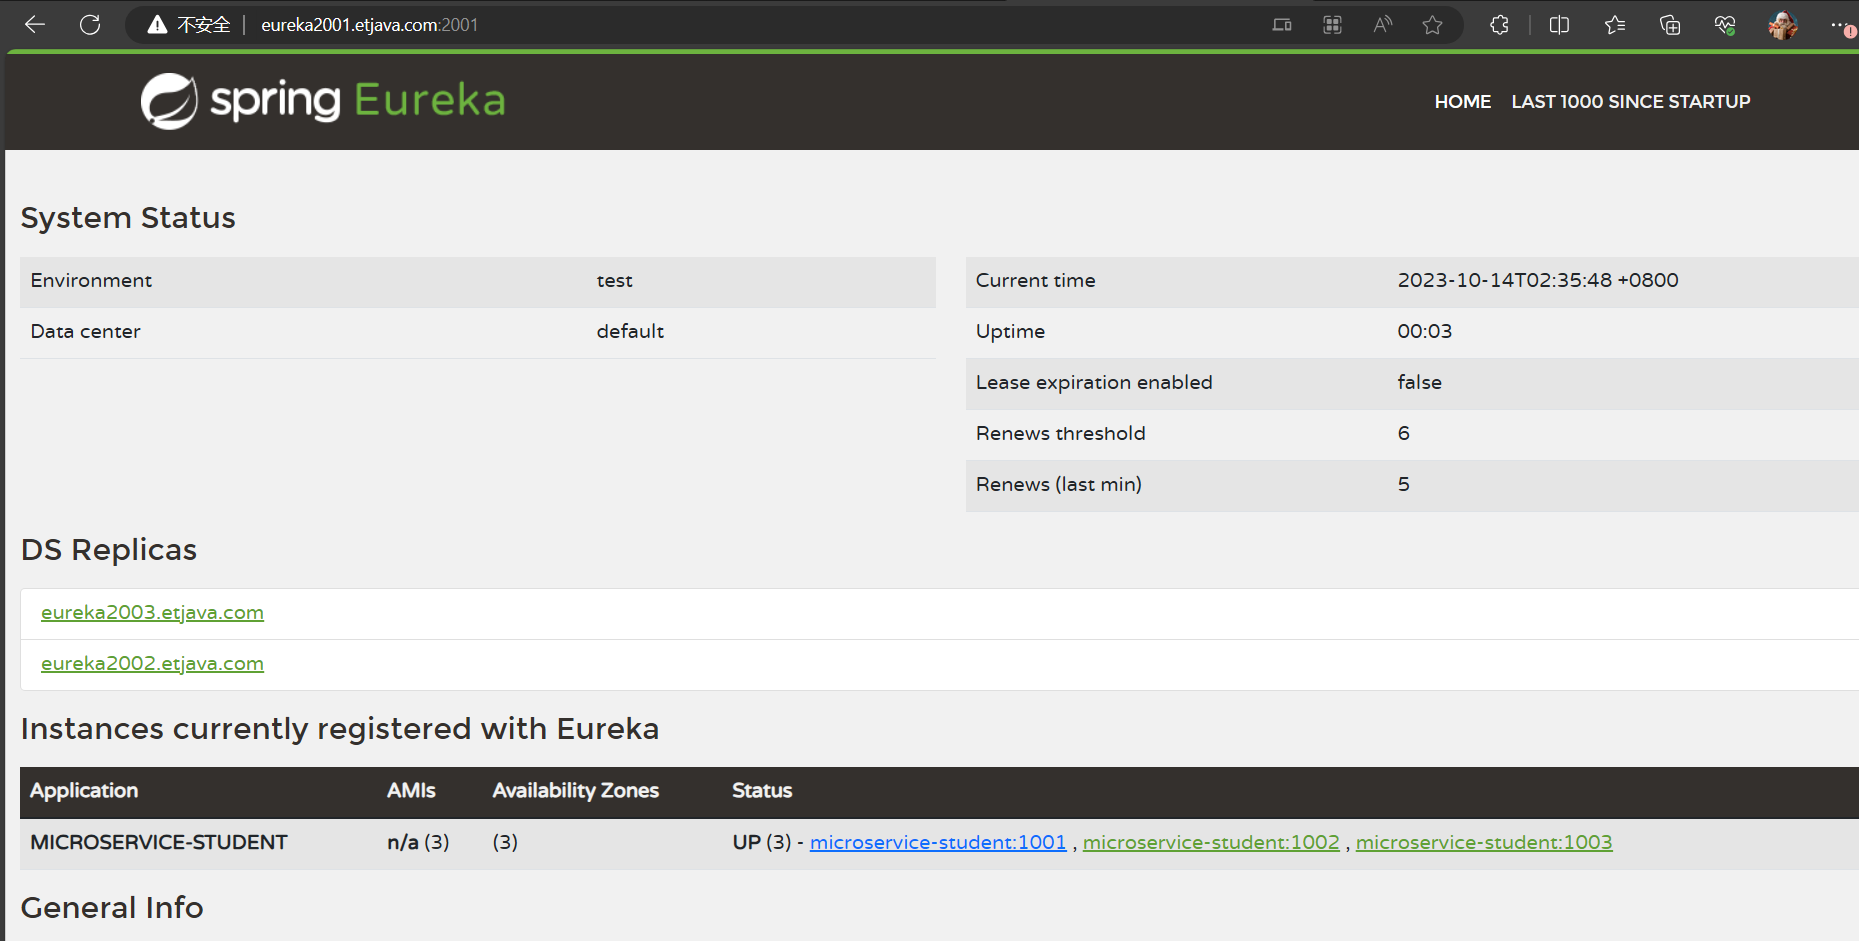 不安全 eureka2001.etjava.com:2001
spring Eureka
HOME LAST 1000 SINCE STARTUP
System Status
Environment test
Data center default
Current time 2023-10-14T02:35:48 +0800
Uptime 00:03
Lease expiration enabled false
Renews threshold 6
Renews (last min) 5
DS Replicas
eureka2003.etjava.com
eureka2002.etjava.com
Instances currently registered with Eureka
Application AMIs Availability Zones Status
MICROSERVICE-STUDENT n/a (3) (3) UP (3) - microservice-student:1001 , microservice-student:1002 , microservice-student:1003
General Info